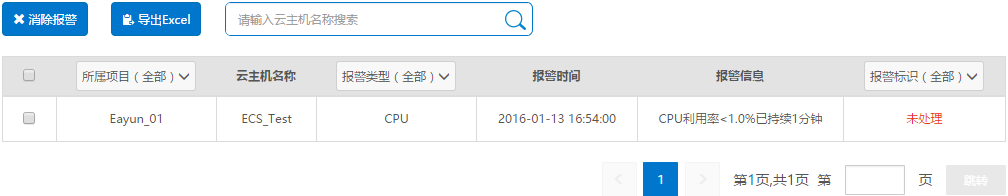 消除报警 导出Excel 请输入云主机名称搜索
所属项目（全部） 云主机名称 报警类型（全部） 报警时间 报警信息 报警标识（全部）
Eayun_01 ECS_Test CPU 2016-01-13 16:54:00 CPU利用率<1.0%已持续1分钟 未处理
1 第1页,共1页 第 页 跳转